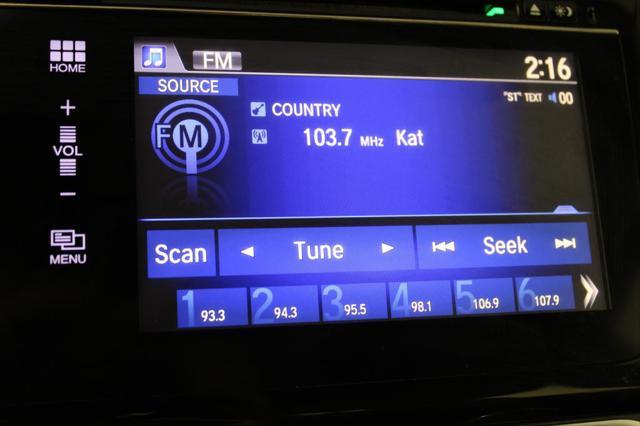 HOME
FM
2:16
SOURCE
"ST" TEXT 00
FM
COUNTRY
+
VOL
-
103.7 MHz Kat
MENU
Scan Tune Seek
1 93.3 2 94.3 3 95.5 4 98.1 5 106.9 6 107.9